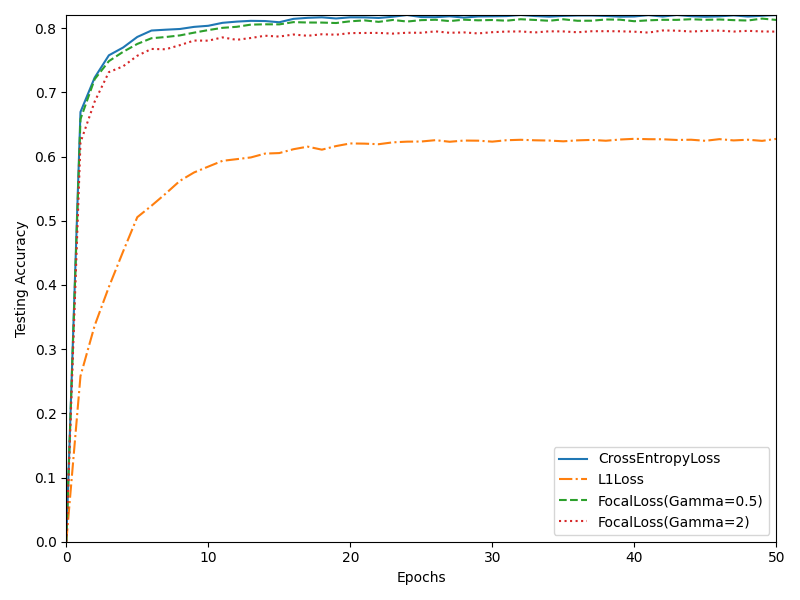 0.8
0.7
0.6
0.5
0.4
0.3
0.2
0.1
0.0
Testing Accuracy
CrossEntropyLoss
L1Loss
FocalLoss(Gamma=0.5)
FocalLoss(Gamma=2)
0 10 20 30 40 50
Epochs